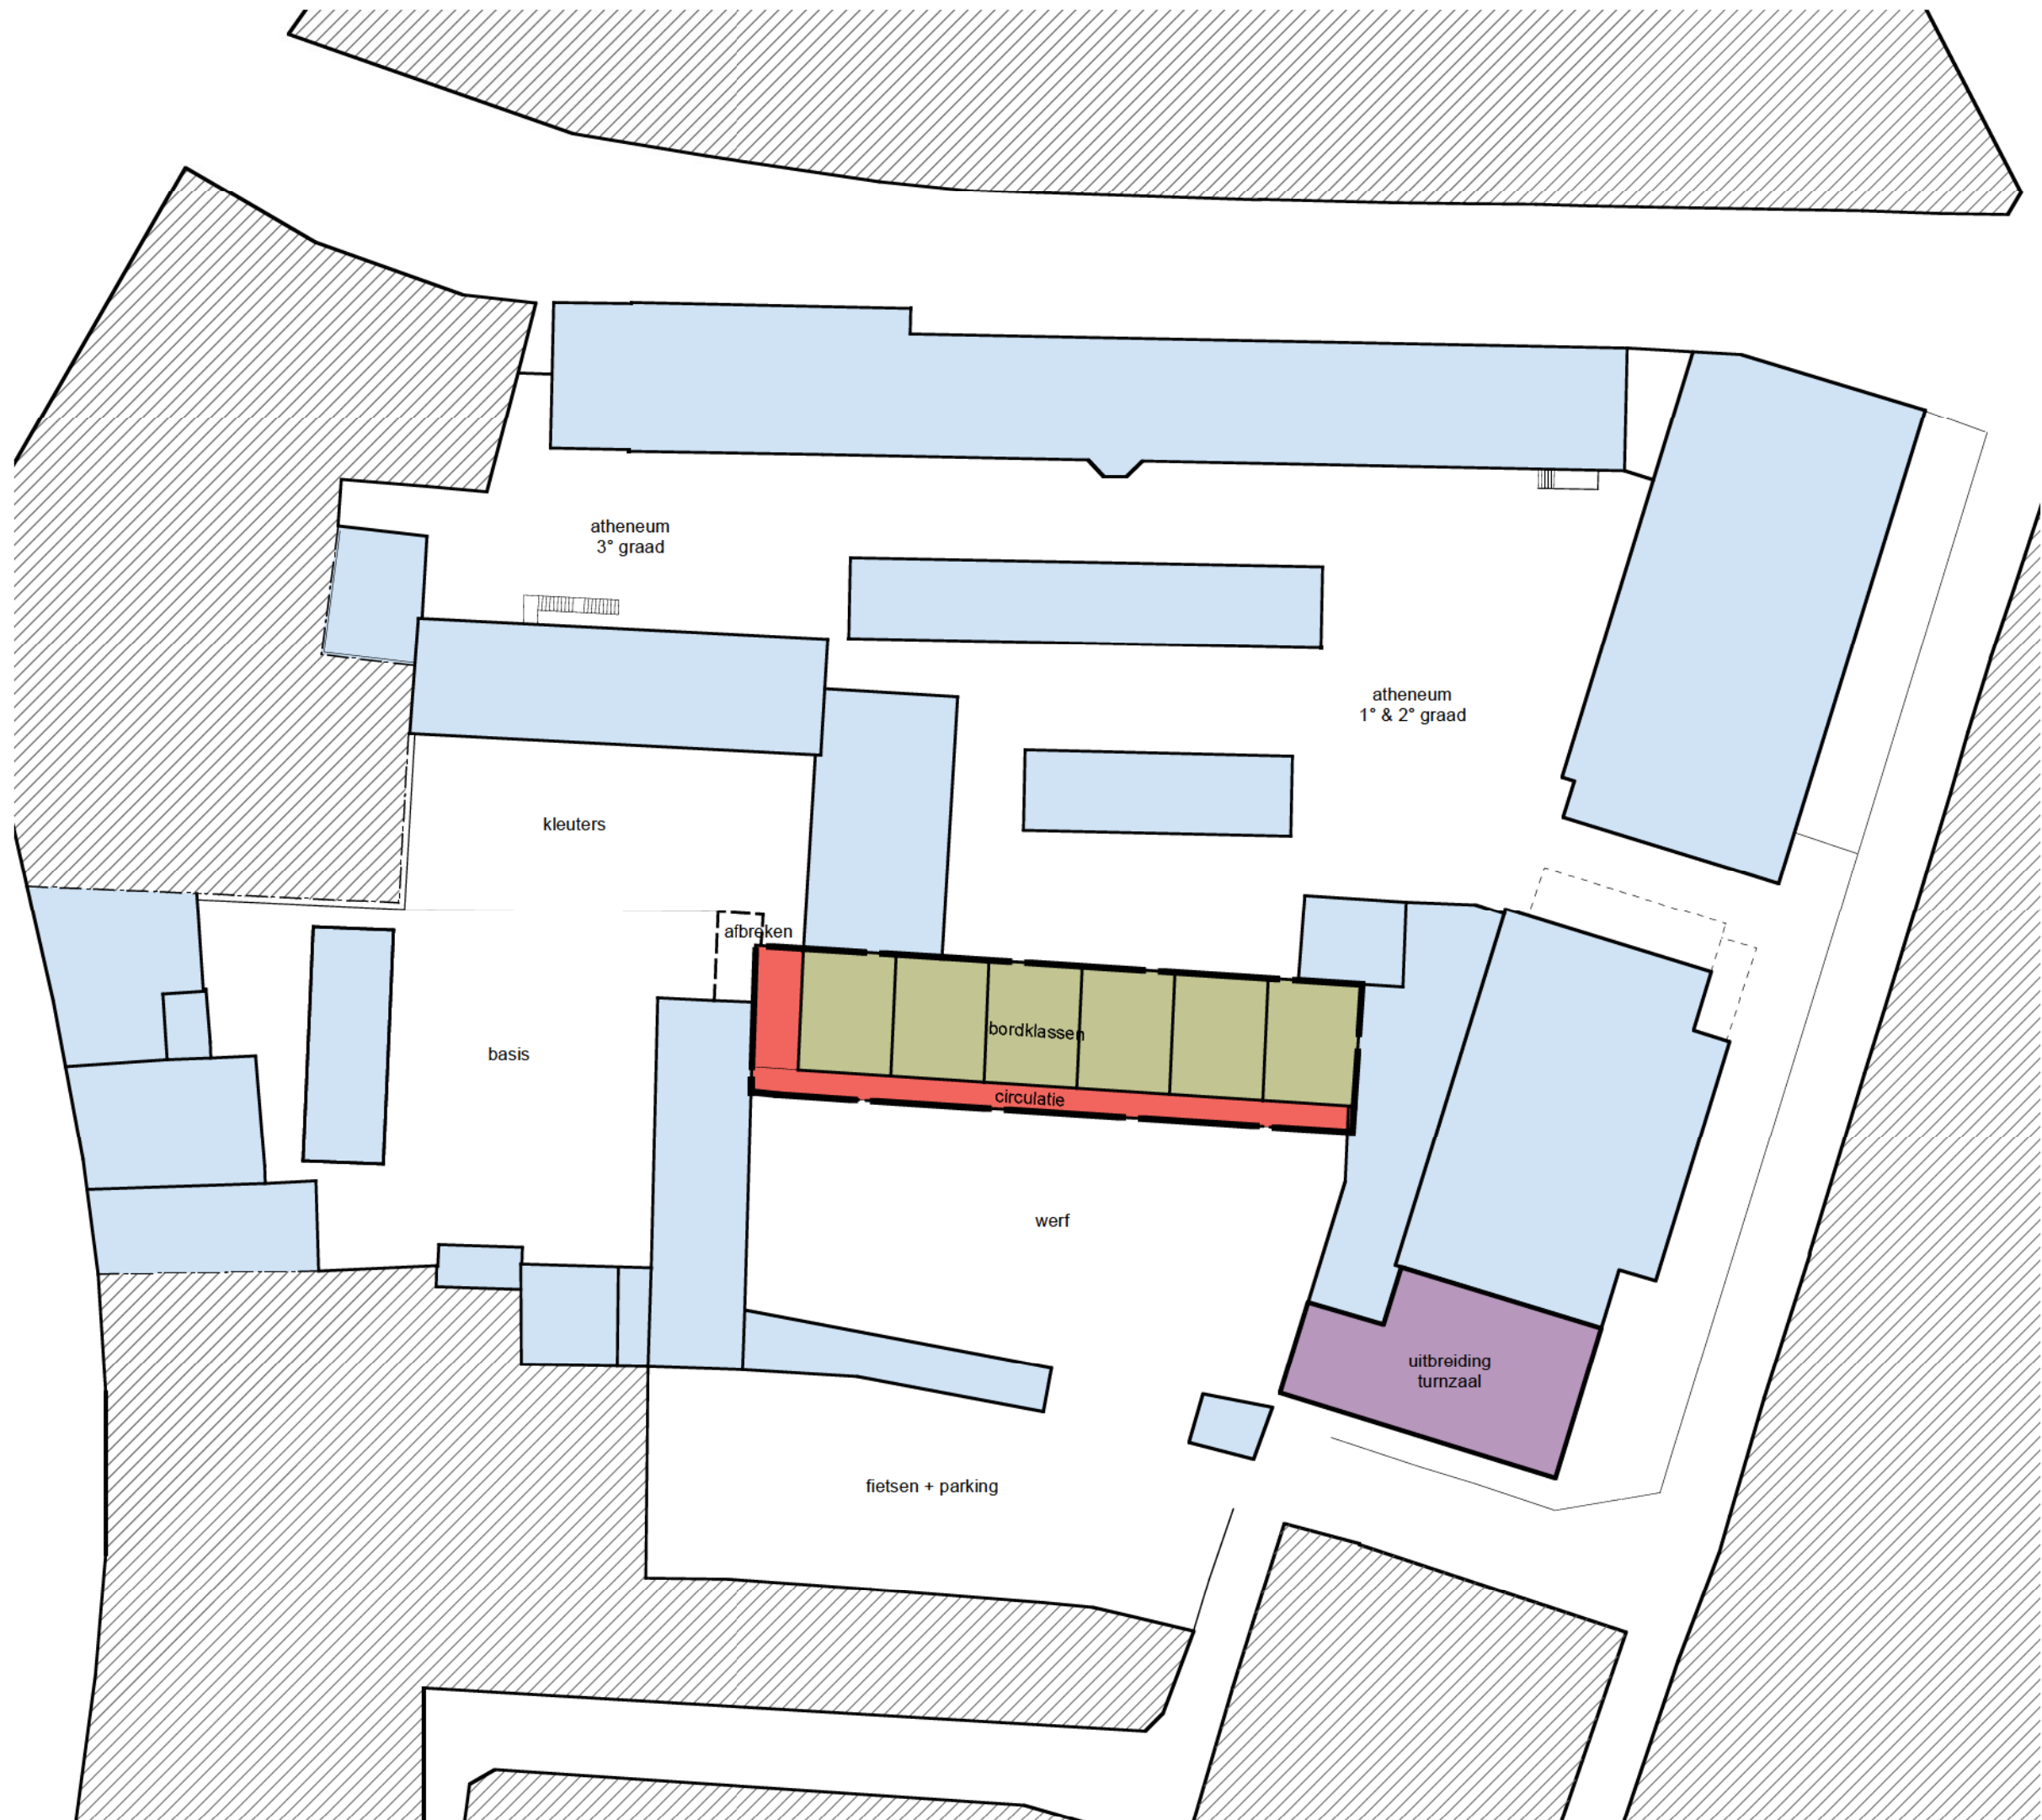 atheneum
3° graad
atheneum
1° & 2° graad
kleuters
afbreken
bordklassen
basis
circulatie
werf
uitbreiding
turnzaal
fietsen + parking